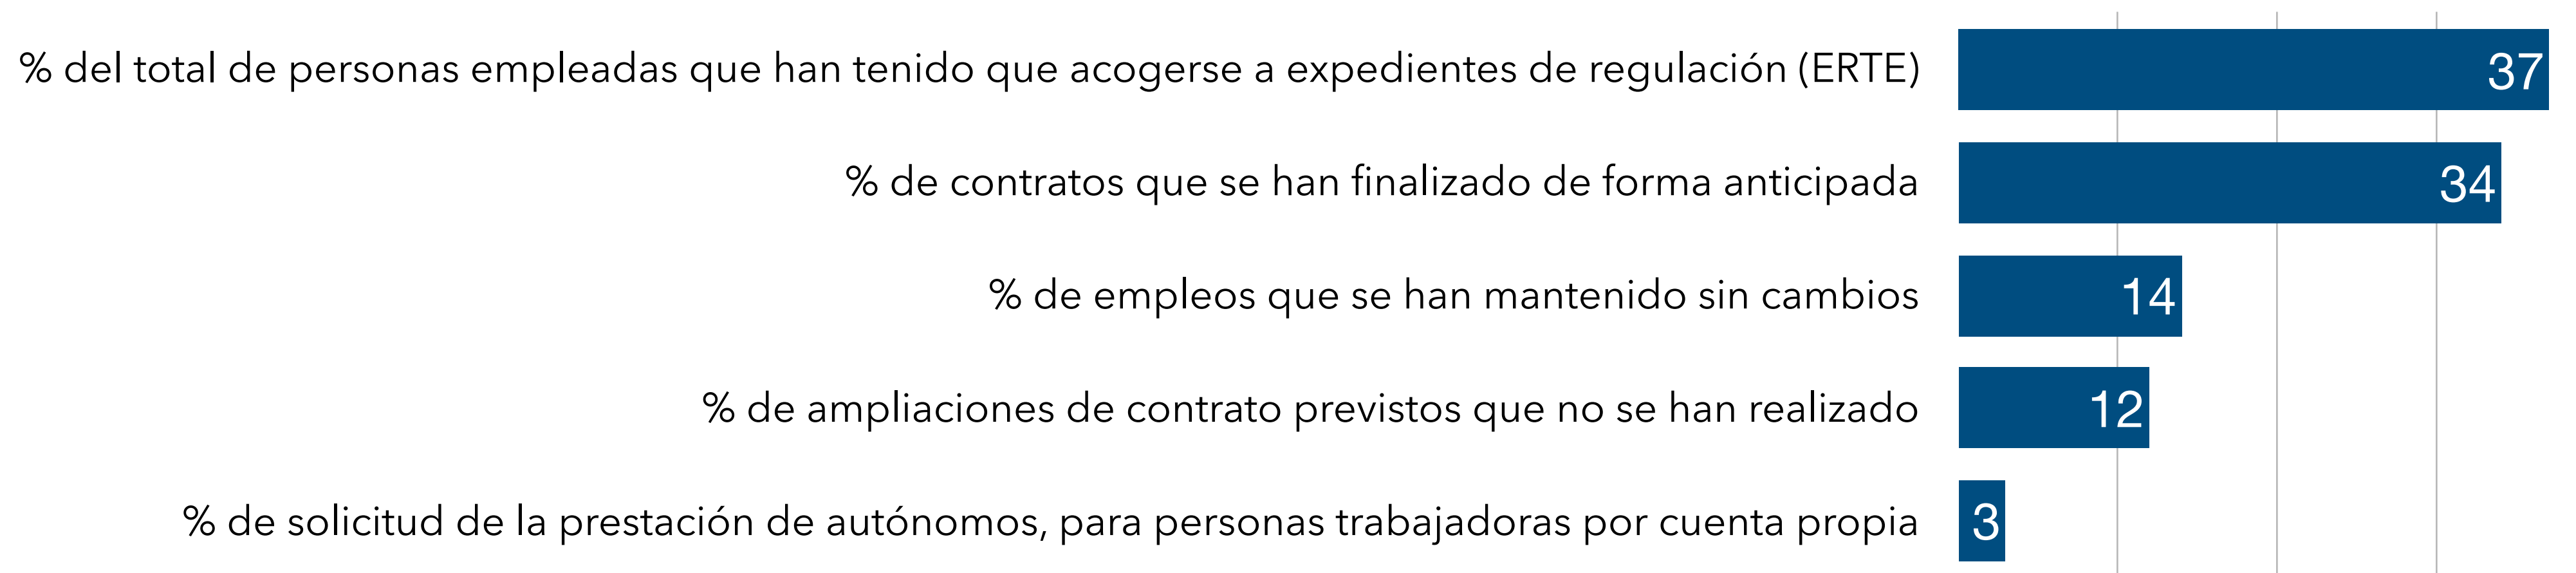 % del total de personas empleadas que han tenido que acogerse a expedientes de regulación (ERTE) 37
% de contratos que se han finalizado de forma anticipada 34
% de empleos que se han mantenido sin cambios 14
% de ampliaciones de contrato previstos que no se han realizado 12
% de solicitud de la prestación de autónomos, para personas trabajadoras por cuenta propia 3